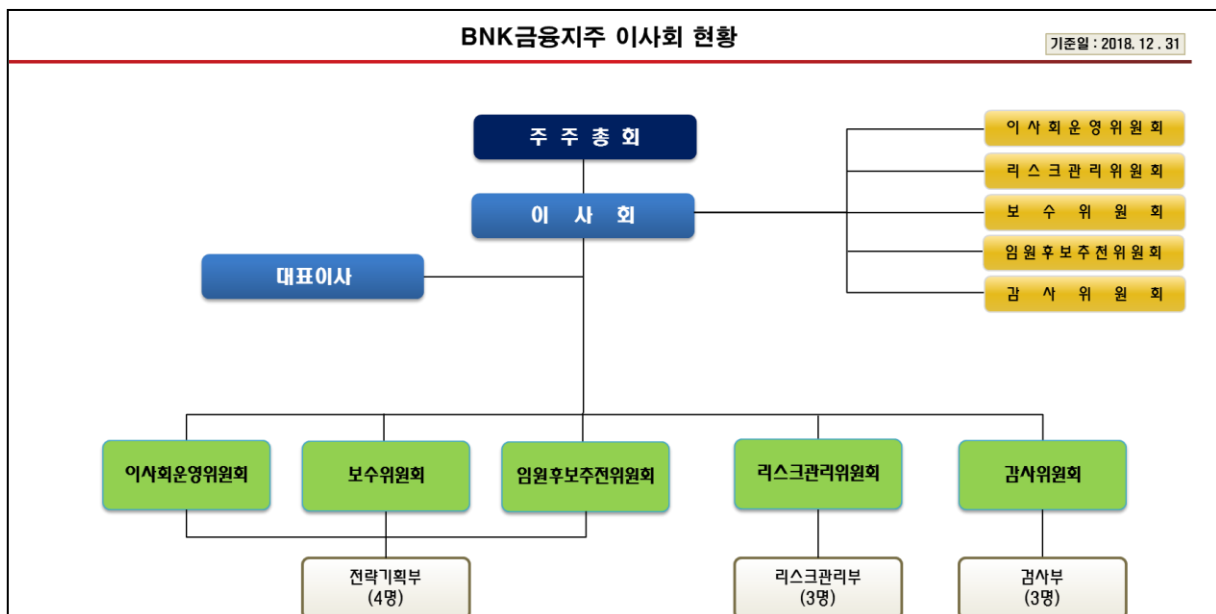 BNK금융지주 이사회 현황
기준일 : 2018. 12 . 31
주 주 총 회
이 사 회
대표이사
이 사 회 운 영 위 원 회
리 스 크 관 리 위 원 회
보 수 위 원 회
임 원 후 보 추 천 위 원 회
감 사 위 원 회
이사회운영위원회
보수위원회
임원후보추천위원회
리스크관리위원회
감사위원회
전략기획부
(4명)
리스크관리부
(3명)
검사부
(3명)